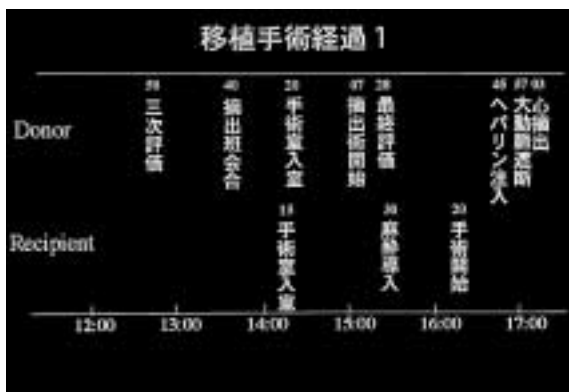 移植手術経過1
50 40 20 07 28 45 57 03
Donor
三次評価
摘出班会合
手術室入室
摘出術開始
最終評価
ヘパリン注入
大動脈遮断
心摘出
15 30 20
Recipient
手術室入室
麻酔導入
手術開始
12:00 13:00 14:00 15:00 16:00 17:00